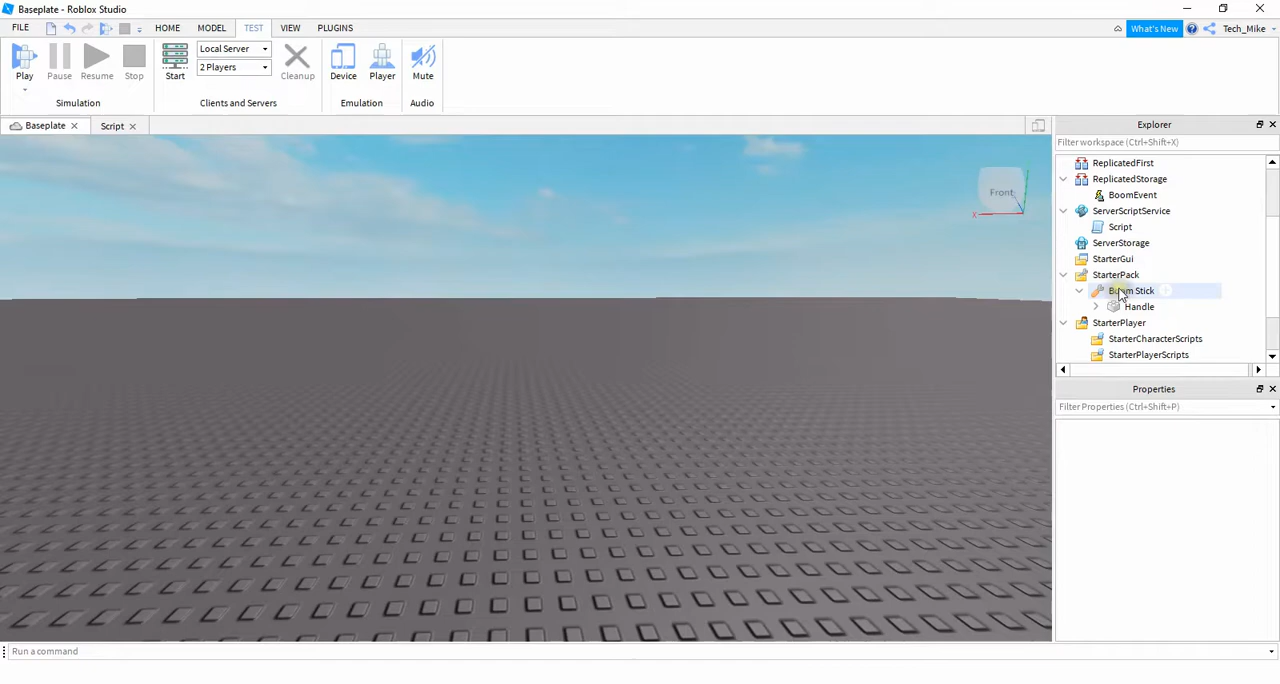 Baseplate - Roblox Studio
FILE HOME MODEL TEST VIEW PLUGINS What's New Tech_Mike
Play Pause Resume Stop Start Local Server 2 Players Cleanup Device Player Mute
Simulation Clients and Servers Emulation Audio
Baseplate Script
Front
X
Explorer
Filter workspace (Ctrl+Shift+X)
ReplicatedFirst
ReplicatedStorage
BoomEvent
ServerScriptService
Script
ServerStorage
StarterGui
StarterPack
Boom Stick
Handle
StarterPlayer
StarterCharacterScripts
StarterPlayerScripts
Properties
Filter Properties (Ctrl+Shift+P)
Run a command